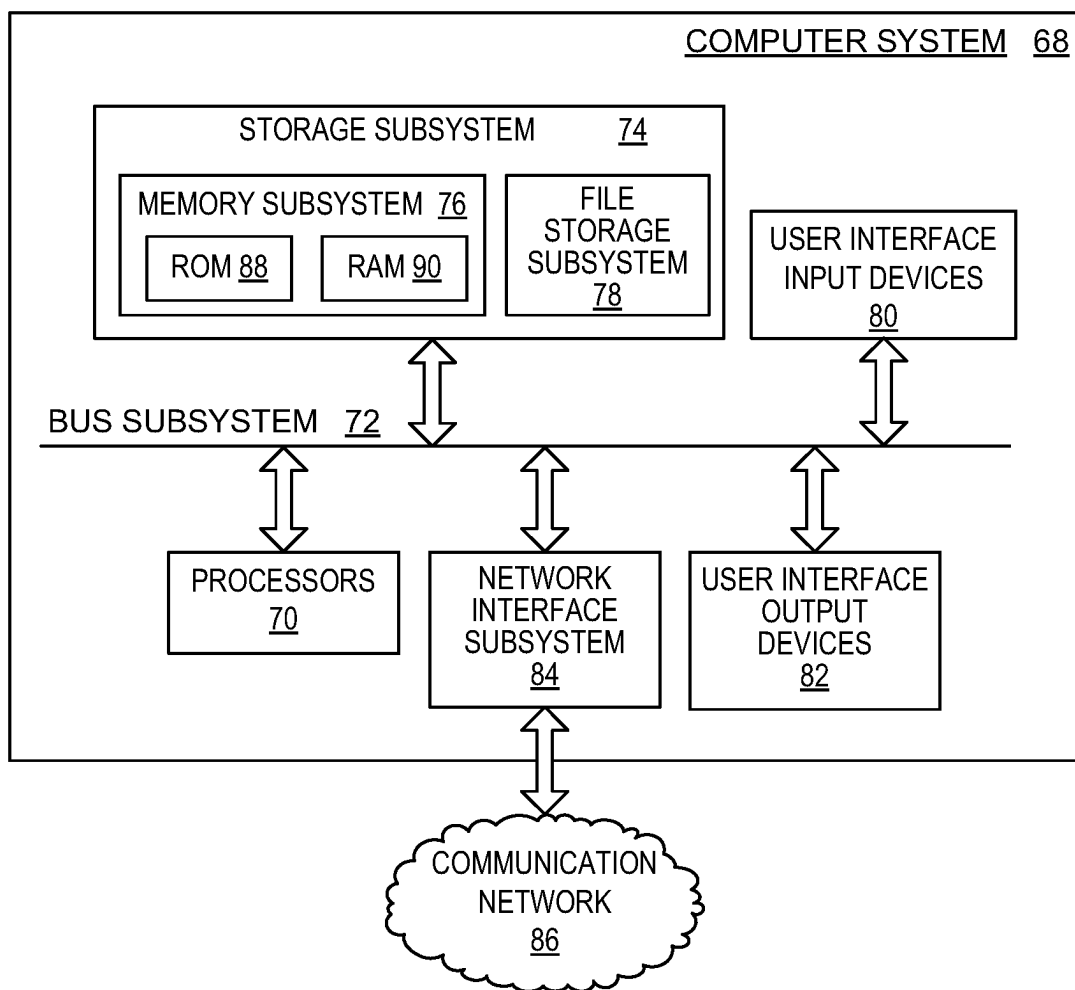 COMPUTER SYSTEM 68
STORAGE SUBSYSTEM 74
MEMORY SUBSYSTEM 76
ROM 88
RAM 90
FILE
STORAGE
SUBSYSTEM
78
USER INTERFACE
INPUT DEVICES
80
BUS SUBSYSTEM 72
PROCESSORS
70
NETWORK
INTERFACE
SUBSYSTEM
84
USER INTERFACE
OUTPUT
DEVICES
82
COMMUNICATION
NETWORK
86